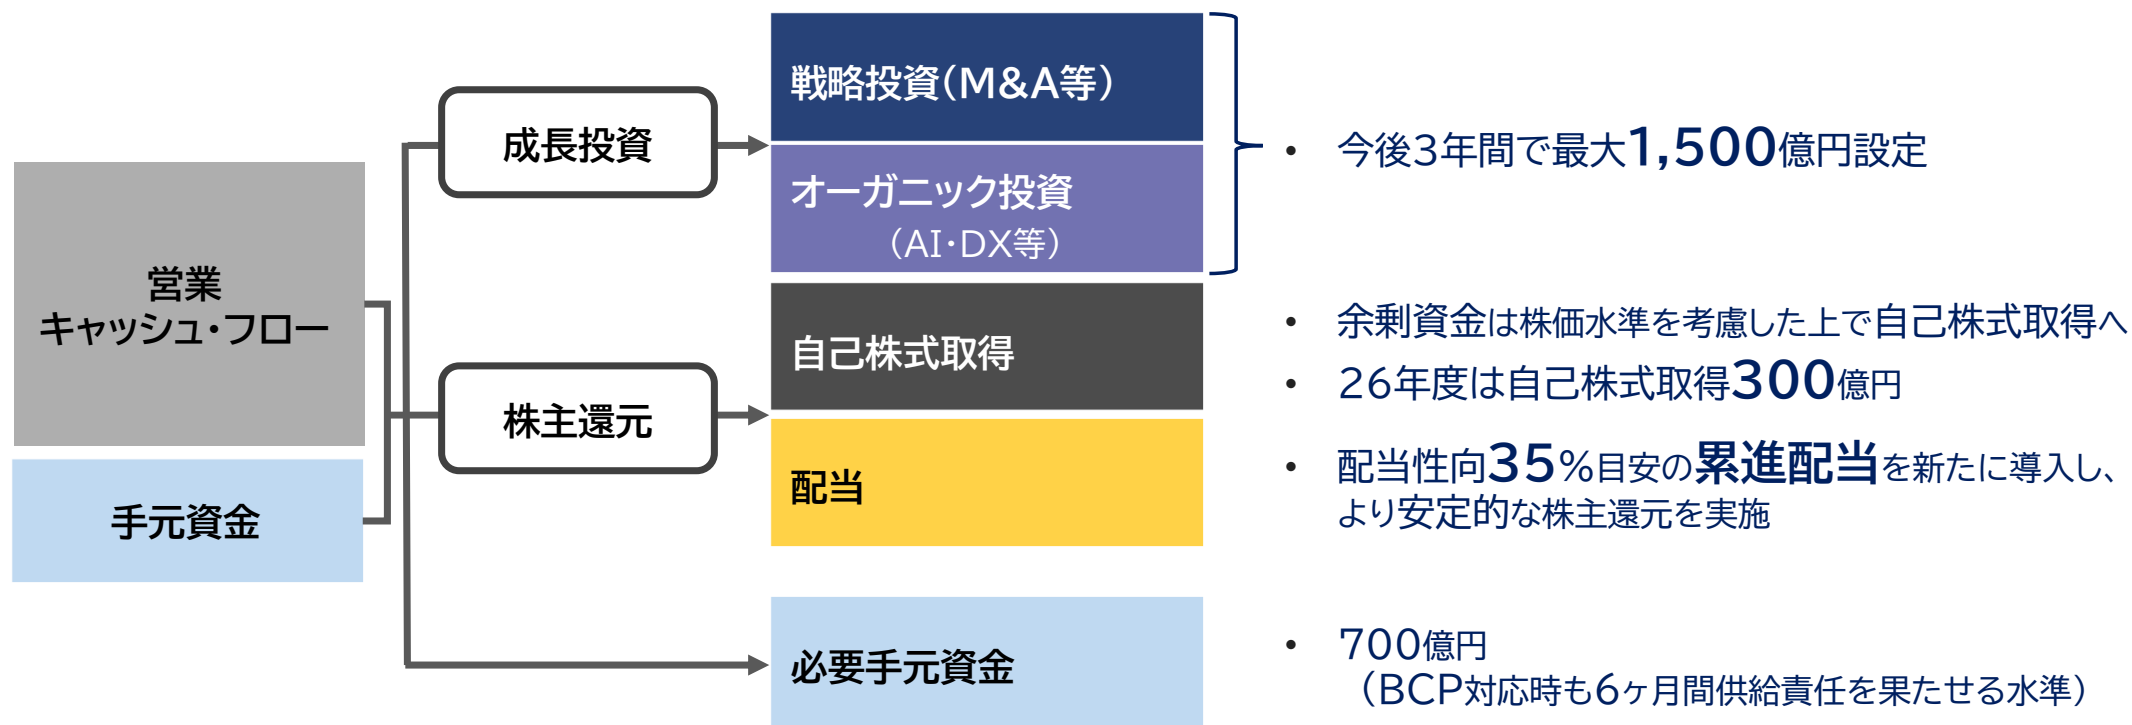 営業
キャッシュ・フロー
手元資金
成長投資
株主還元
戦略投資(M&A等)
オーガニック投資
(AI・DX等)
自己株式取得
配当
必要手元資金
• 今後3年間で最大1,500億円設定
• 余剰資金は株価水準を考慮した上で自己株式取得へ
• 26年度は自己株式取得300億円
• 配当性向35%目安の累進配当を新たに導入し、
より安定的な株主還元を実施
• 700億円
(BCP対応時も6ヶ月間供給責任を果たせる水準)